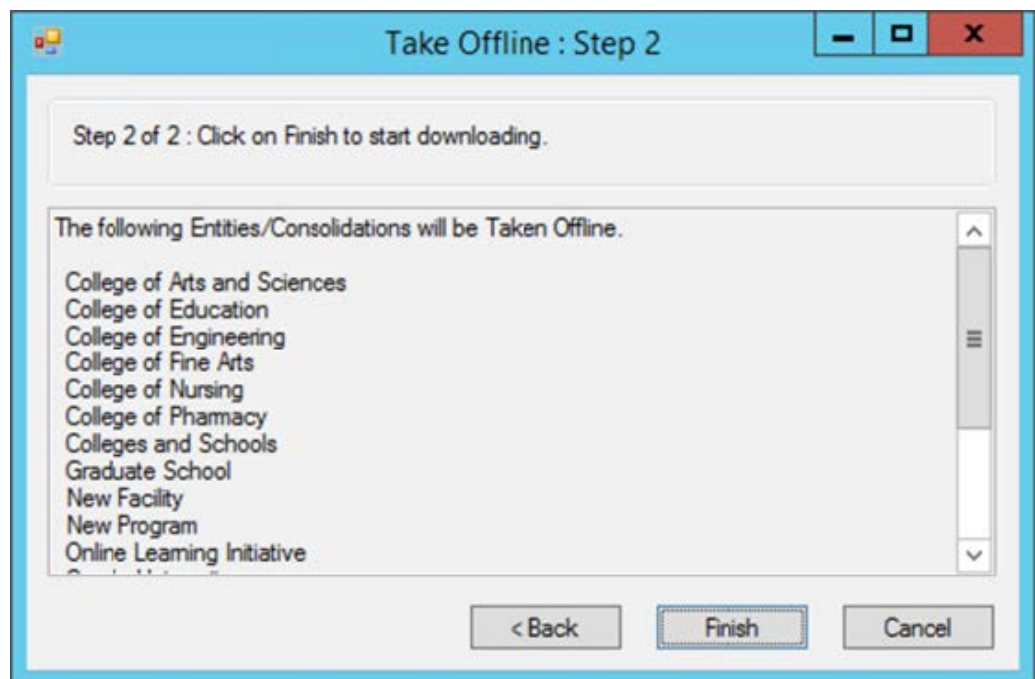 Take Offline : Step 2
Step 2 of 2 : Click on Finish to start downloading.
The following Entities/Consolidations will be Taken Offline.
College of Arts and Sciences
College of Education
College of Engineering
College of Fine Arts
College of Nursing
College of Pharmacy
Colleges and Schools
Graduate School
New Facility
New Program
Online Learning Initiative
< Back
Finish
Cancel